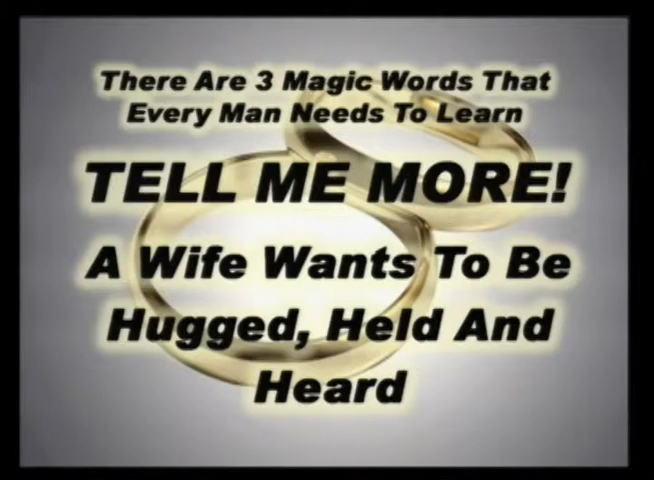 There Are 3 Magic Words That
Every Man Needs To Learn
TELL ME MORE!
A Wife Wants To Be
Hugged, Held And
Heard